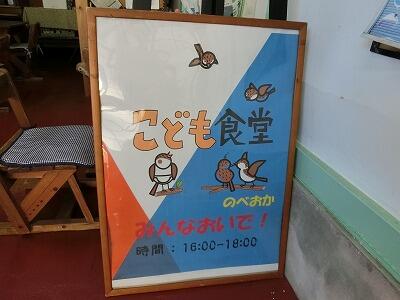 こども食堂
のべおか
みんなおいで！
時間：16:00-18:00